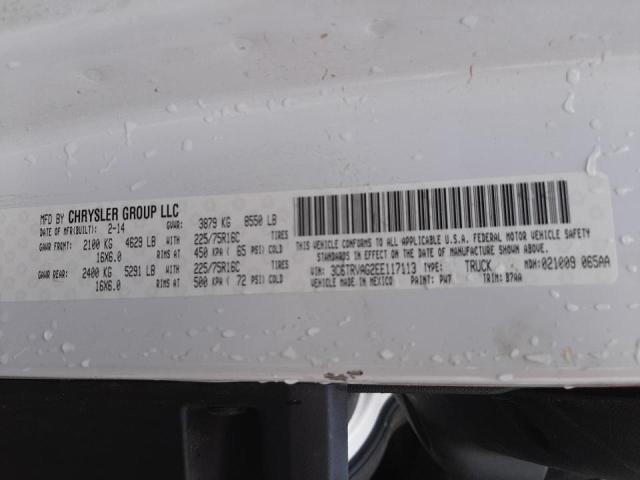 MFD BY CHRYSLER GROUP LLC
DATE OF MFR(BUILT): 2-14 GVWR: 3879 KG 8550 LB
GAWR FRONT: 2100 KG 4629 LB WITH 225/75R16C TIRES
16X6.0 RIMS AT 450 KPA ( 65 PSI) COLD
GAWR REAR: 2400 KG 5291 LB WITH 225/75R16C TIRES
16X6.0 RIMS AT 500 KPA ( 72 PSI) COLD
THIS VEHICLE CONFORMS TO ALL APPLICABLE U.S.A. FEDERAL MOTOR VEHICLE SAFETY
STANDARDS IN EFFECT ON THE DATE OF MANUFACTURE SHOWN ABOVE.
VIN: 3C6TRVAG2EE117113 TYPE: TRUCK MDH: 021009 065AA
VEHICLE MADE IN MEXICO PAINT: PW7 TRIM: B7AA